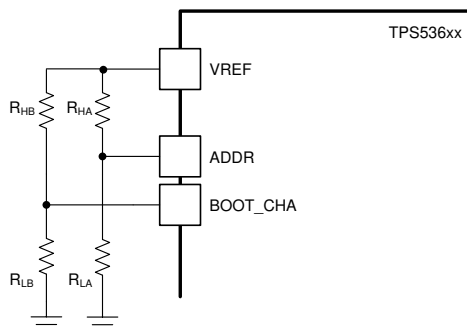 TPS536xx
VREF
RHB
RHA
ADDR
BOOT_CHA
RLB
RLA